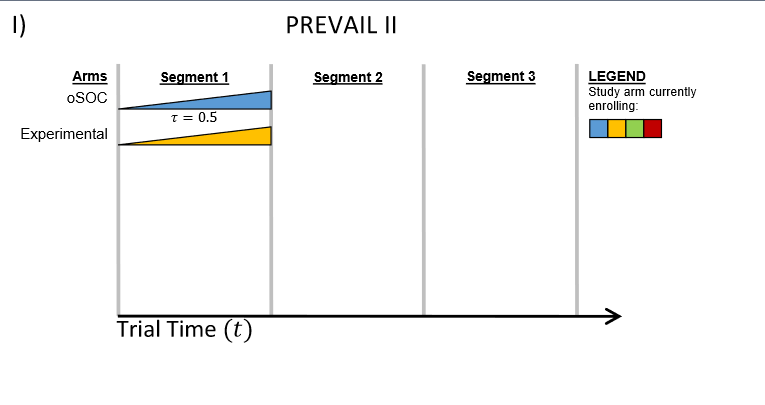 I)
PREVAIL II
Arms
Segment 1
Segment 2
Segment 3
LEGEND
oSOC
Study arm currently
enrolling:
τ = 0.5
Experimental
Trial Time (t)